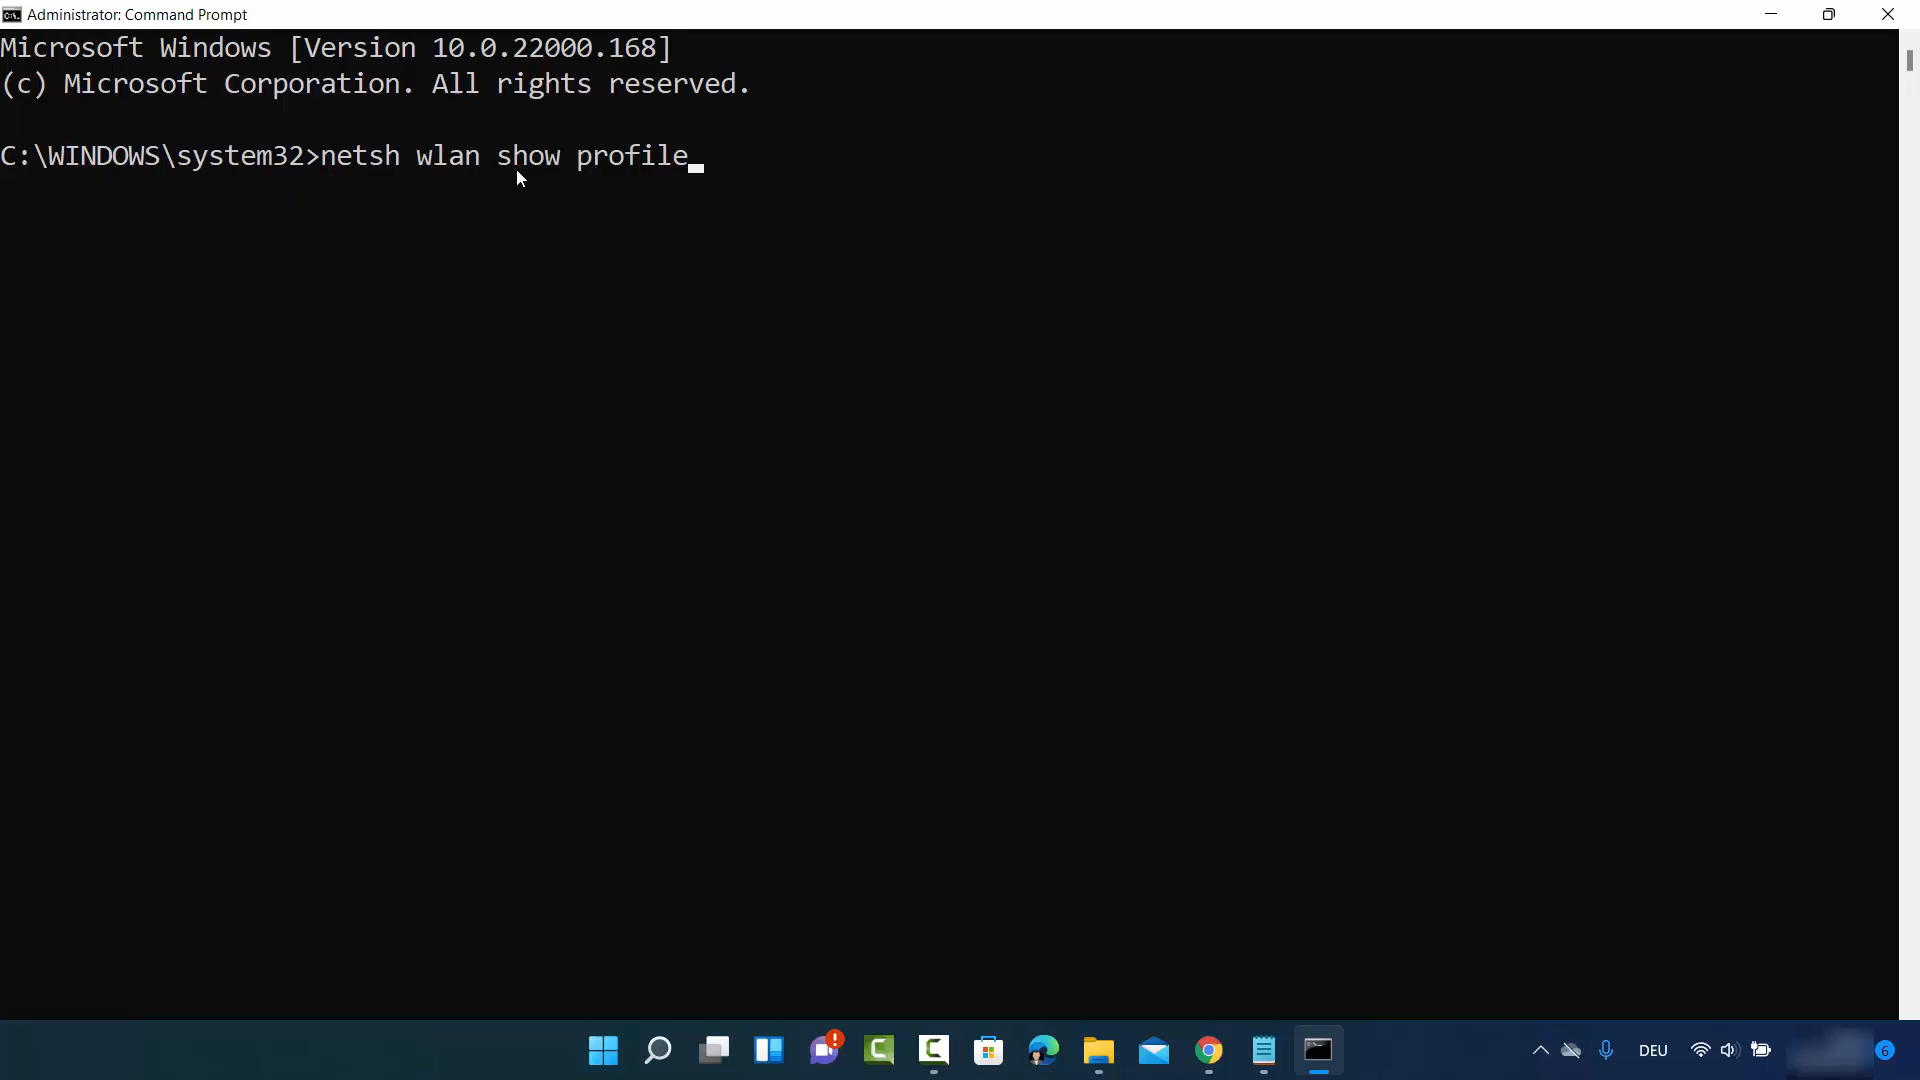 Administrator: Command Prompt
Microsoft Windows [Version 10.0.22000.168]
(c) Microsoft Corporation. All rights reserved.
C:\WINDOWS\system32>netsh wlan show profile
DEU
6